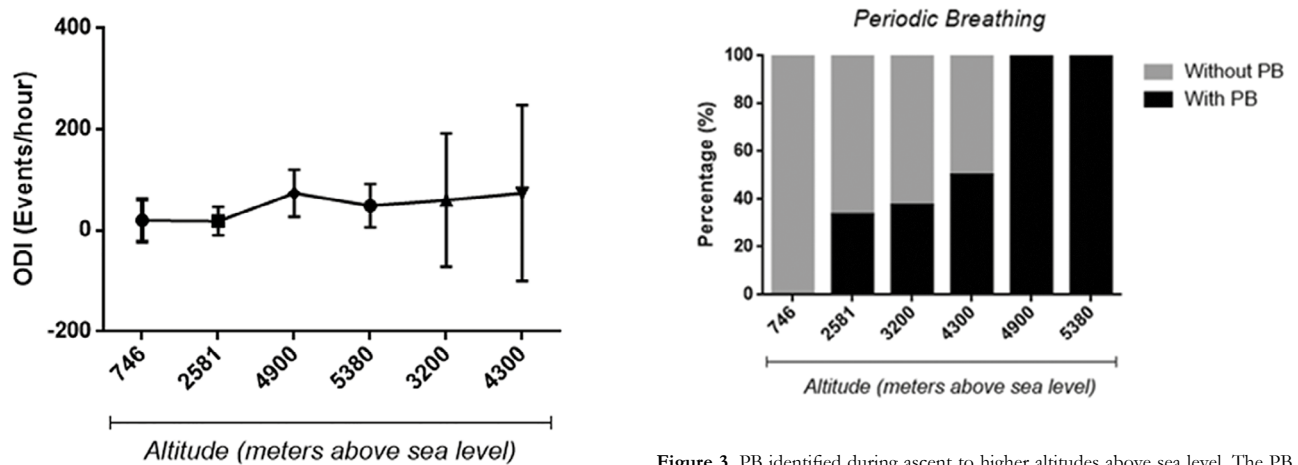 400
200
0
-200
ODI (Events/hour)
746
2581
4900
5380
3200
4300
Altitude (meters above sea level)
Periodic Breathing
100
80
60
40
20
0
Percentage (%)
746
2581
3200
4300
4900
5380
Altitude (meters above sea level)
Without PB
With PB
Figure 3. PB identified during ascent to higher altitudes above sea level. The PB